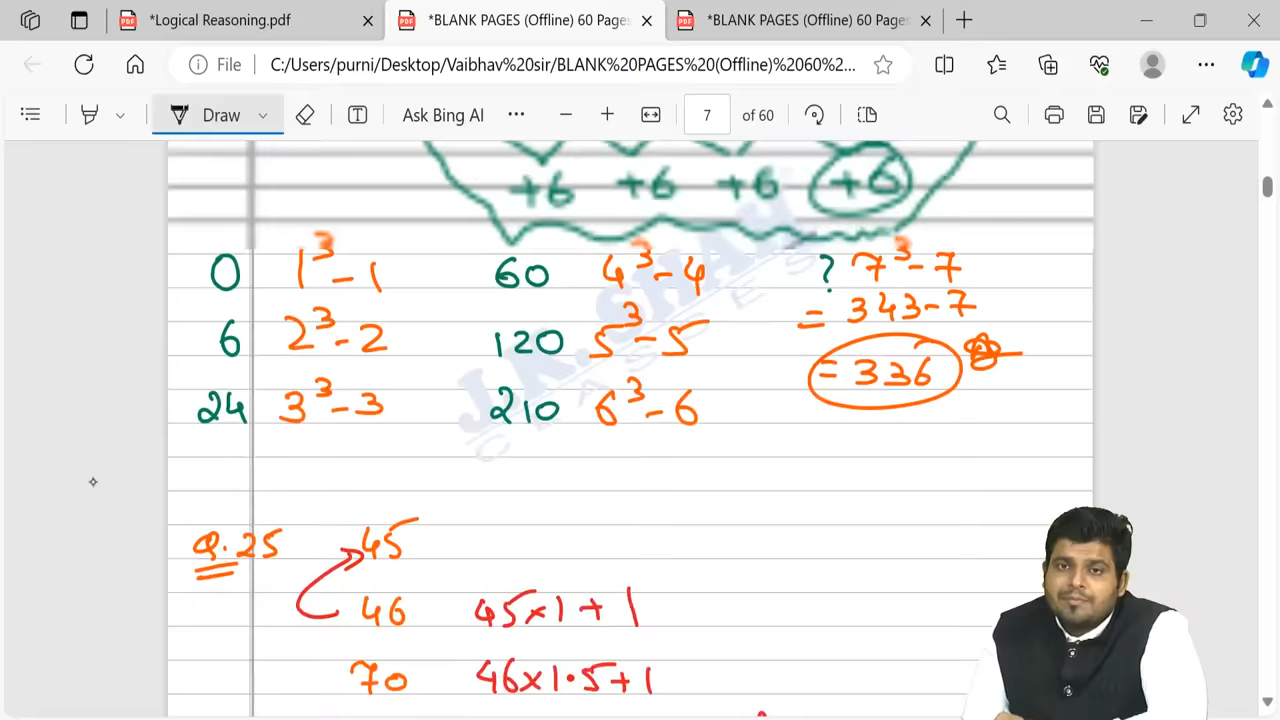 *Logical Reasoning.pdf
*BLANK PAGES (Offline) 60 Pages
*BLANK PAGES (Offline) 60 Pages
File C:/Users/purni/Desktop/Vaibhav%20sir/BLANK%20PAGES%20(Offline)%2060%2...
Draw Ask Bing AI 7 of 60
+6 +6 +6 +6
0 1³-1 60 4³-4 ? 7³-7
= 343-7
6 2³-2 120 5³-5
= 336
24 3³-3 210 6³-6
J.K. SHAH
CLASSES
Q.25 45
46 45×1+1
70 46×1.5+1